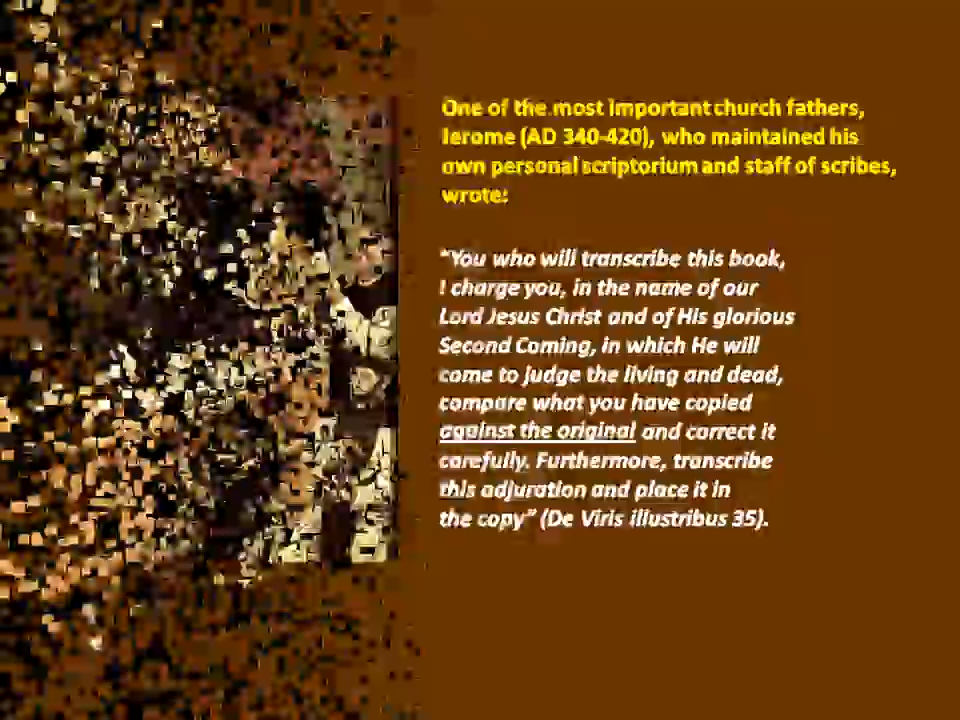 One of the most important church fathers,
Jerome (AD 340-420), who maintained his
own personal scriptorium and staff of scribes,
wrote:
"You who will transcribe this book,
I charge you, in the name of our
Lord Jesus Christ and of His glorious
Second Coming, in which He will
come to judge the living and dead,
compare what you have copied
against the original and correct it
carefully. Furthermore, transcribe
this adjuration and place it in
the copy" (De Viris illustribus 35).